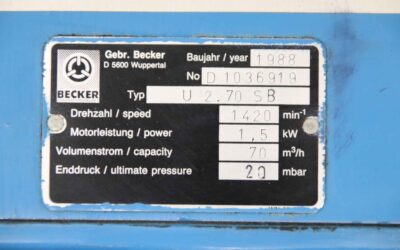 Gebr. Becker
D 5600 Wuppertal
BECKER
Baujahr / year 1988
No D1036919
Typ U 2.70 SB
Drehzahl / speed 1420 min-1
Motorleistung / power 1,5 kW
Volumenstrom / capacity 70 m³/h
Enddruck / ultimate pressure 20 mbar